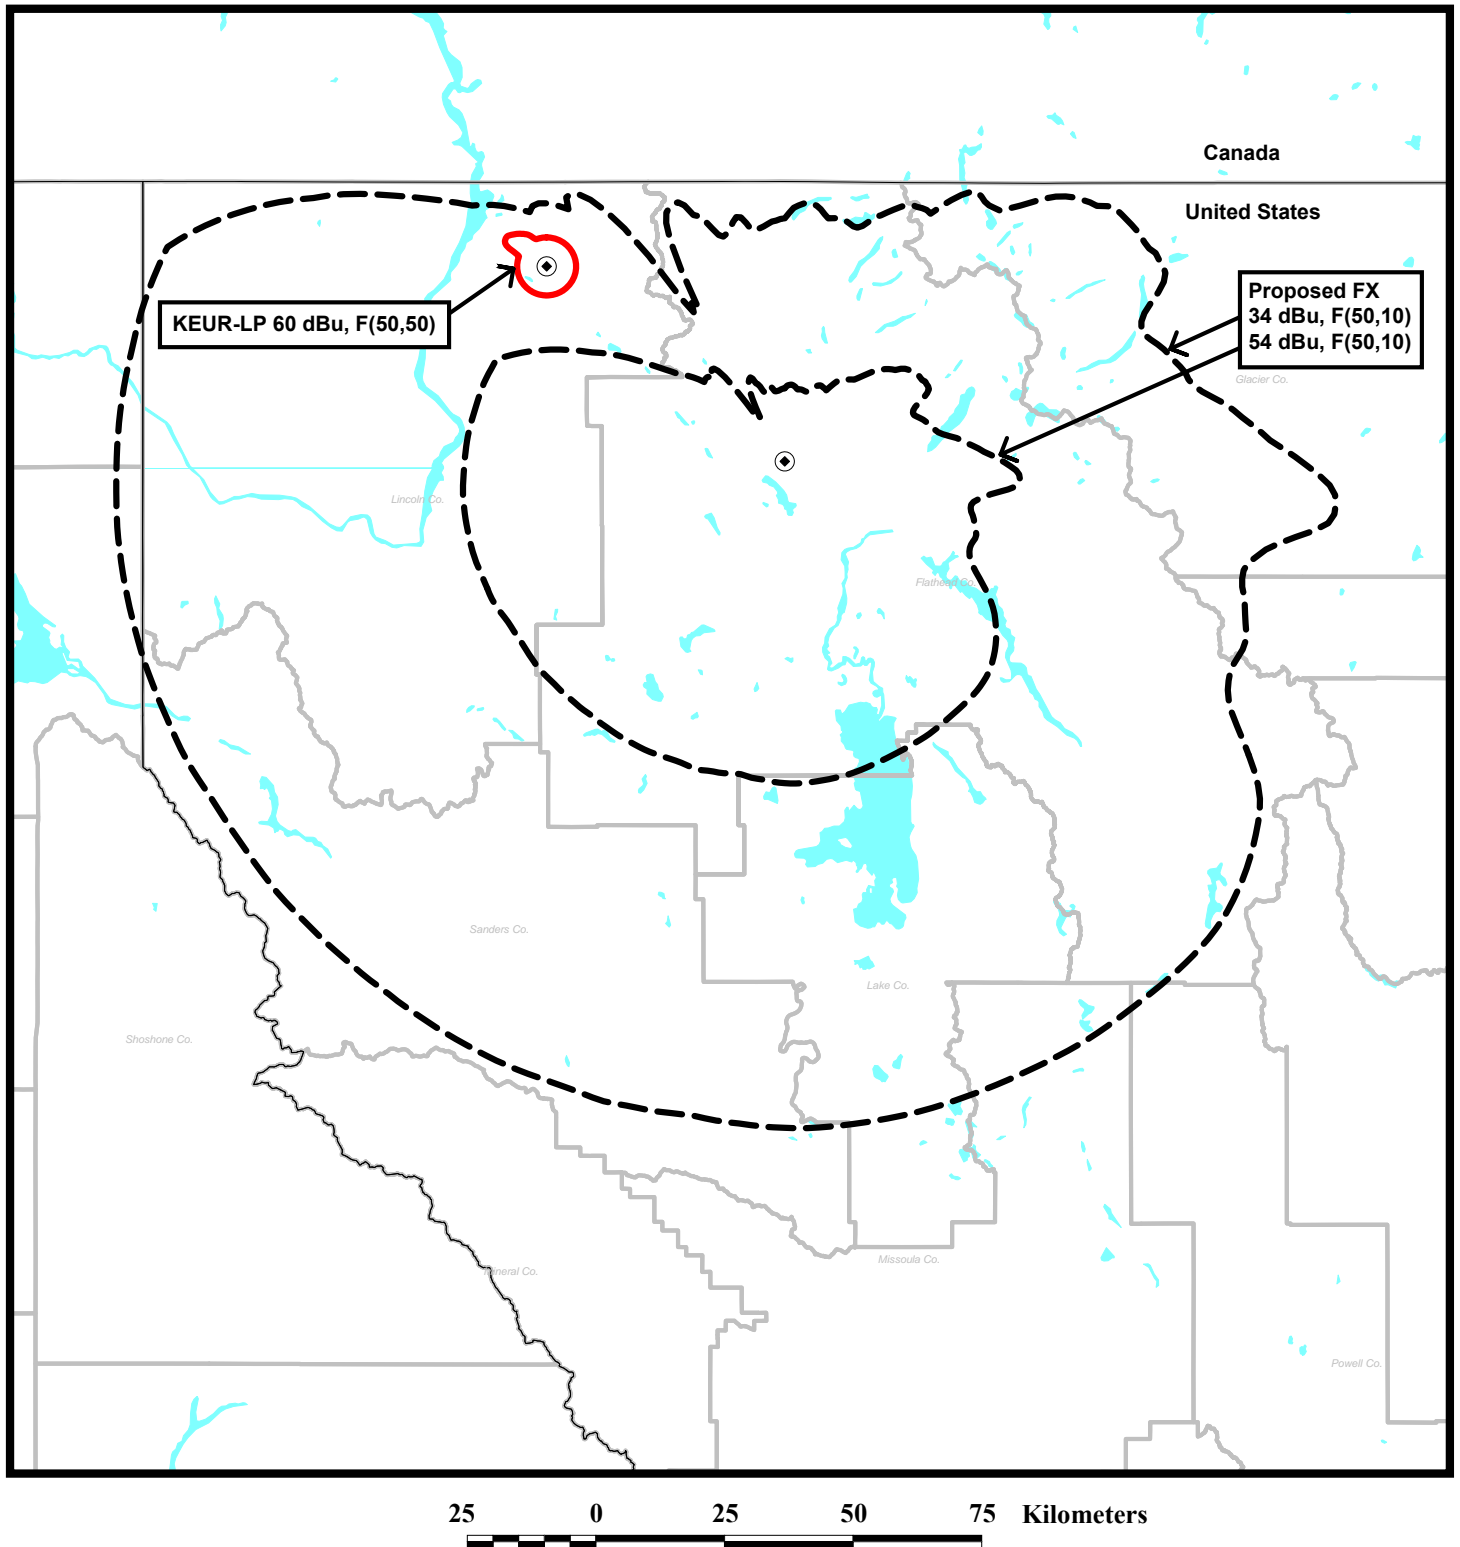 Canada
United States
Proposed FX
34 dBu, F(50,10)
54 dBu, F(50,10)
KEUR-LP 60 dBu, F(50,50)
Glacier Co.
Lincoln Co.
Flathead Co.
Sanders Co.
Lake Co.
Shoshone Co.
Mineral Co.
Missoula Co.
Powell Co.
25 0 25 50 75 Kilometers